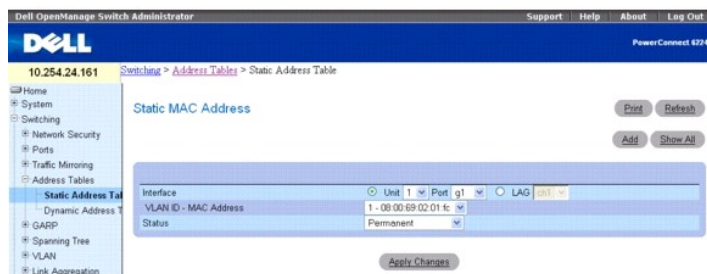 Dell OpenManage Switch Administrator
Support Help About Log Out
DELL
PowerConnect 6224
10.254.24.161
Switching > Address Tables > Static Address Table
Home
System
Switching
Network Security
Ports
Traffic Mirroring
Address Tables
Static Address Tal
Dynamic Address T
GARP
Spanning Tree
VLAN
Link Aggregation
Static MAC Address
Print Refresh
Add Show All
Interface Unit 1 Port g1 LAG ch1
VLAN ID - MAC Address 1 - 08:00:69:02:01:fc
Status Permanent
Apply Changes